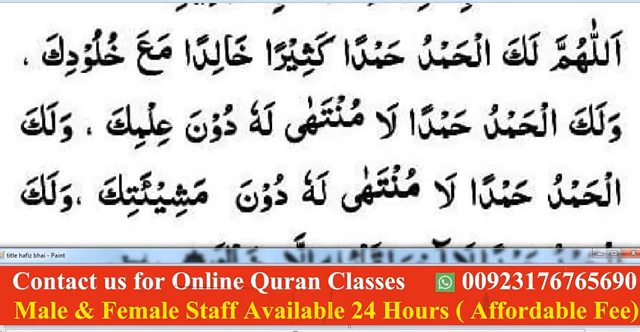 اَللّٰهُمَّ لَكَ الْحَمْدُ حَمْدًا كَثِيْرًا خَالِدًا مَعَ خُلُوْدِكَ ،
وَلَكَ الْحَمْدُ حَمْدًا لَا مُنْتَهٰى لَهٗ دُوْنَ عِلْمِكَ ، وَلَكَ
الْحَمْدُ حَمْدًا لَا مُنْتَهٰى لَهٗ دُوْنَ مَشِيْئَتِكَ ،وَلَكَ
title hafiz bhai - Paint
Contact us for Online Quran Classes 00923176765690
Male & Female Staff Available 24 Hours ( Affordable Fee)